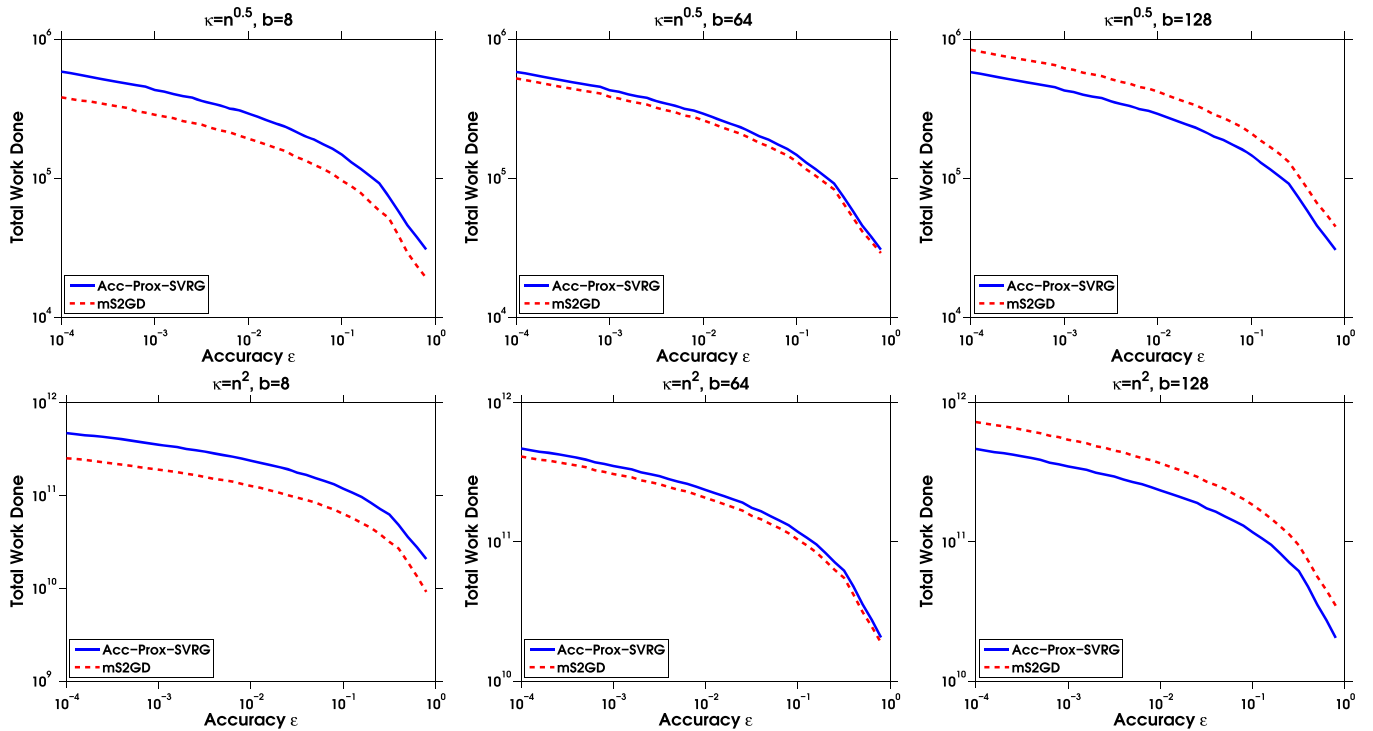 κ=n^0.5, b=8
10^6
10^5
10^4
Total Work Done
Acc-Prox-SVRG
mS2GD
10^-4 10^-3 10^-2 10^-1 10^0
Accuracy ε
κ=n^0.5, b=64
10^6
10^5
10^4
Total Work Done
Acc-Prox-SVRG
mS2GD
10^-4 10^-3 10^-2 10^-1 10^0
Accuracy ε
κ=n^0.5, b=128
10^6
10^5
10^4
Total Work Done
Acc-Prox-SVRG
mS2GD
10^-4 10^-3 10^-2 10^-1 10^0
Accuracy ε
κ=n^2, b=8
10^12
10^11
10^10
10^9
Total Work Done
Acc-Prox-SVRG
mS2GD
10^-4 10^-3 10^-2 10^-1 10^0
Accuracy ε
κ=n^2, b=64
10^12
10^11
10^10
Total Work Done
Acc-Prox-SVRG
mS2GD
10^-4 10^-3 10^-2 10^-1 10^0
Accuracy ε
κ=n^2, b=128
10^12
10^11
10^10
Total Work Done
Acc-Prox-SVRG
mS2GD
10^-4 10^-3 10^-2 10^-1 10^0
Accuracy ε